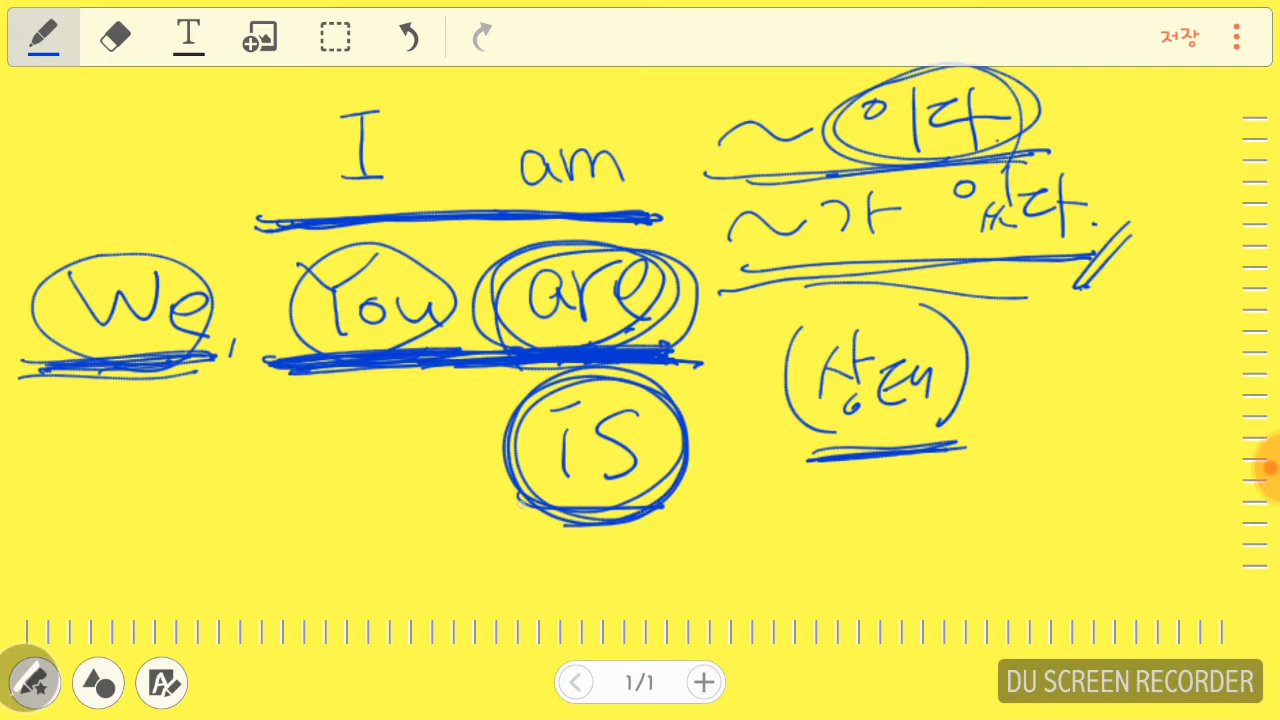 T 저장
I am ~이다
~가 있다.
We, You are
is (상태)
1/1
DU SCREEN RECORDER